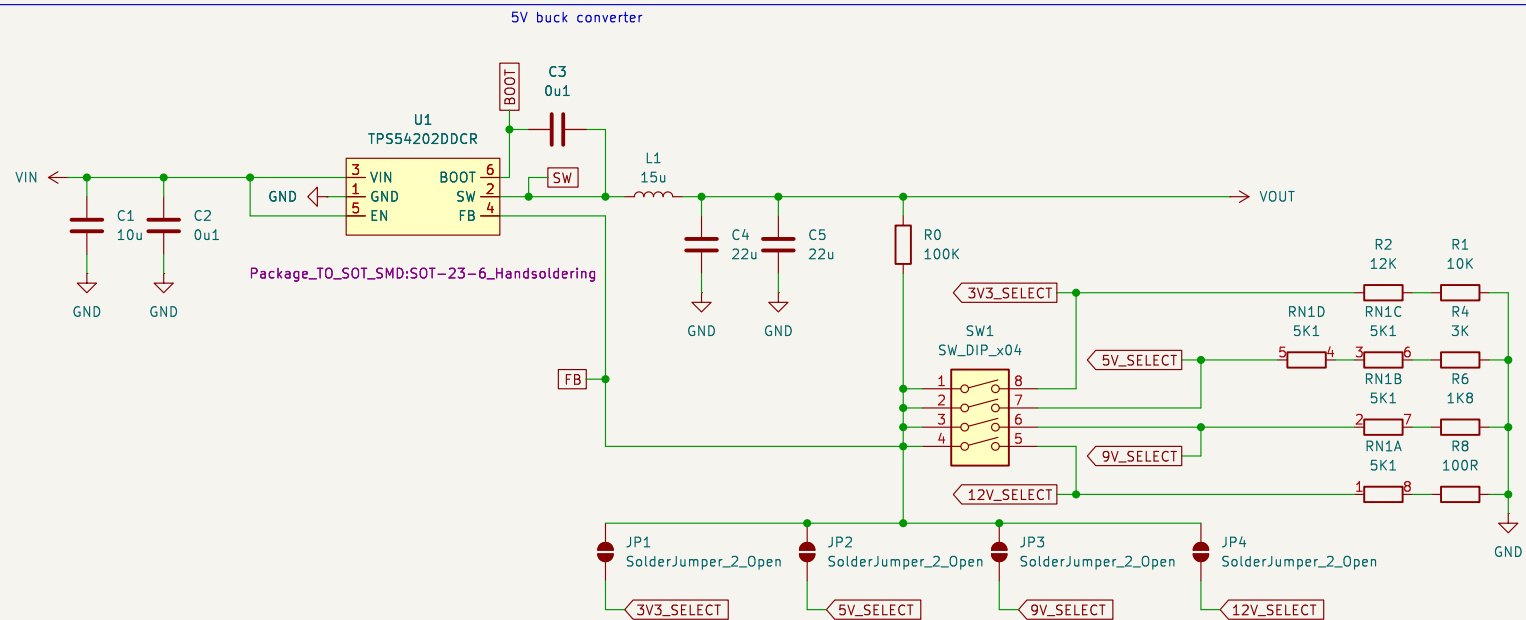 5V buck converter
BOOT
C3
0u1
U1
TPS54202DDCR
VIN
3 VIN BOOT 6
GND 1 GND SW 2
5 EN FB 4
SW
L1
15u
VOUT
C1
10u
C2
0u1
GND
GND
Package_TO_SOT_SMD:SOT-23-6_Handsoldering
C4
22u
C5
22u
GND
GND
R0
100K
3V3_SELECT
R2
12K
R1
10K
SW1
SW_DIP_x04
5V_SELECT
RN1D
5K1
5 4
RN1C
5K1
3 6
R4
3K
FB
1 8
2 7
3 6
4 5
9V_SELECT
RN1B
5K1
2 7
R6
1K8
12V_SELECT
RN1A
5K1
1 8
R8
100R
GND
JP1
SolderJumper_2_Open
JP2
SolderJumper_2_Open
JP3
SolderJumper_2_Open
JP4
SolderJumper_2_Open
3V3_SELECT
5V_SELECT
9V_SELECT
12V_SELECT